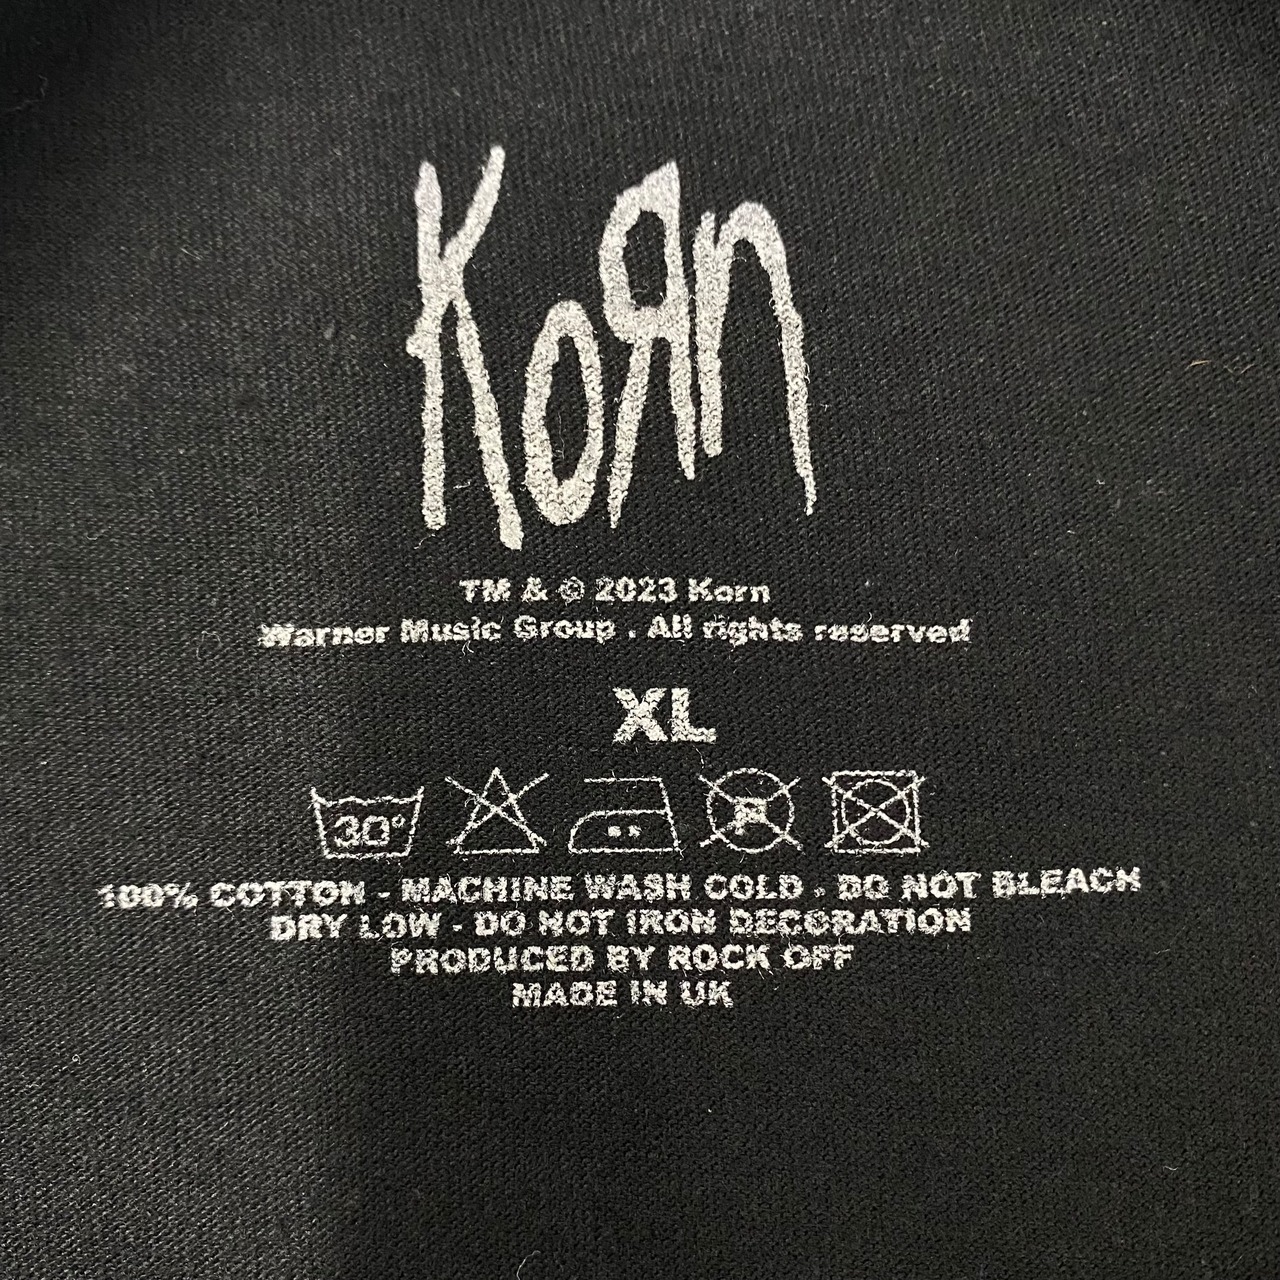 KoЯn
TM & © 2023 Korn
Warner Music Group . All rights reserved
XL
30° P
100% COTTON - MACHINE WASH COLD - DO NOT BLEACH
DRY LOW - DO NOT IRON DECORATION
PRODUCED BY ROCK OFF
MADE IN UK